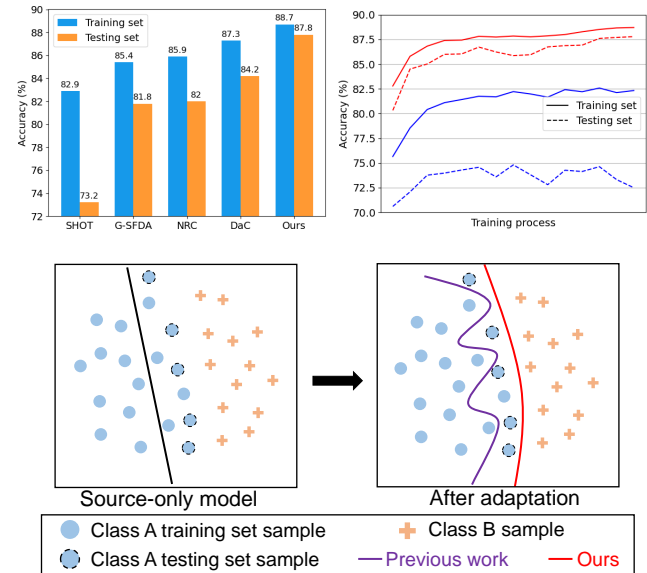 90
88
86
84
82
80
78
76
74
72
Accuracy (%)
Training set
Testing set
82.9
73.2
85.4
81.8
85.9
82
87.3
84.2
88.7
87.8
SHOT
G-SFDA
NRC
DaC
Ours
90.0
87.5
85.0
82.5
80.0
77.5
75.0
72.5
70.0
Accuracy (%)
Training set
Testing set
Training process
Source-only model
After adaptation
Class A training set sample
Class B sample
Class A testing set sample
Previous work
Ours